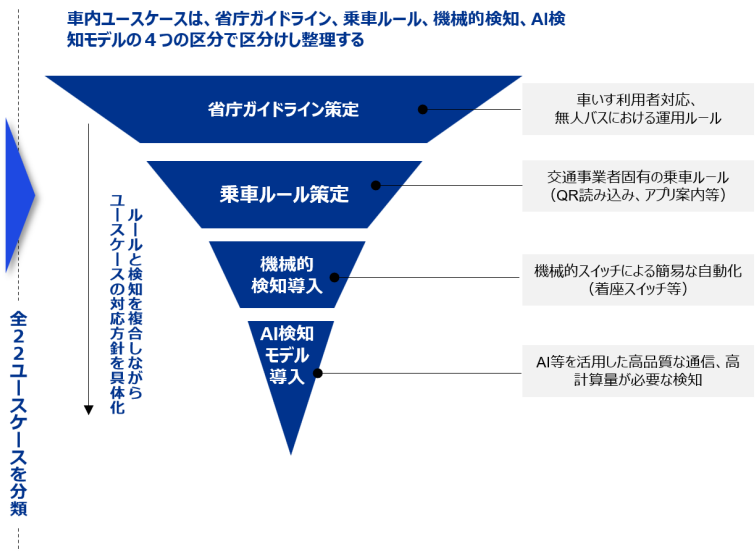 車内ユースケースは、省庁ガイドライン、乗車ルール、機械的検知、AI検
知モデルの４つの区分で区分けし整理する
省庁ガイドライン策定
車いす利用者対応、
無人バスにおける運用ルール
乗車ルール策定
交通事業者固有の乗車ルール
（QR読み込み、アプリ案内等）
機械的
検知導入
機械的スイッチによる簡易な自動化
（着座スイッチ等）
AI検知
モデル
導入
AI等を活用した高品質な通信、高
計算量が必要な検知
ルールと検知を複合しながら
ユースケースの対応方針を具体化
全２２ユースケースを分類